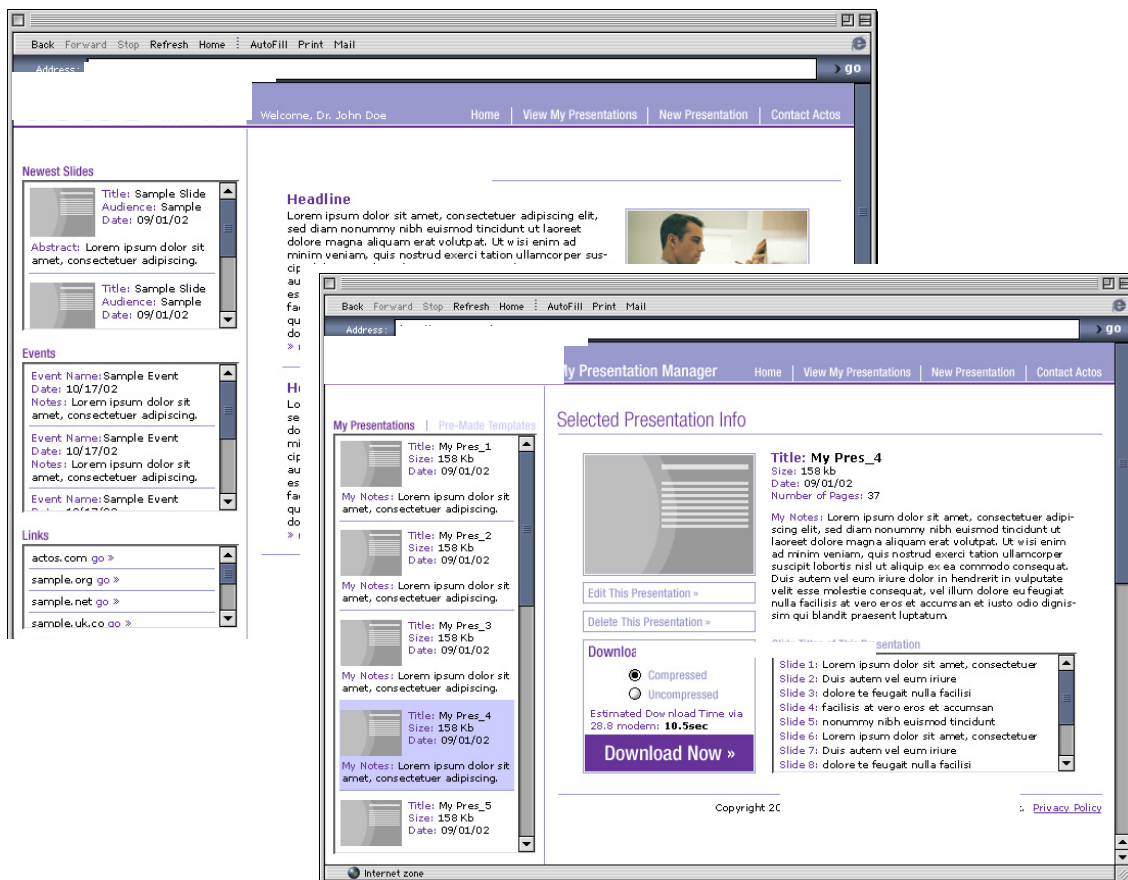 Back Forward Stop Refresh Home AutoFill Print Mail
Address: › go
Welcome, Dr. John Doe Home | View My Presentations | New Presentation | Contact Actos
Newest Slides
Title: Sample Slide
Audience: Sample
Date: 09/01/02
Abstract: Lorem ipsum dolor sit
amet, consectetuer adipiscing.
Title: Sample Slide
Audience: Sample
Date: 09/01/02
Events
Event Name: Sample Event
Date: 10/17/02
Notes: Lorem ipsum dolor sit
amet, consectetuer adipiscing.
Event Name: Sample Event
Date: 10/17/02
Notes: Lorem ipsum dolor sit
amet, consectetuer adipiscing.
Event Name: Sample Event
Links
actos.com go »
sample.org go »
sample.net go »
sample.uk.co go »
Headline
Lorem ipsum dolor sit amet, consectetuer adipiscing elit,
sed diam nonummy nibh euismod tincidunt ut laoreet
dolore magna aliquam erat volutpat. Ut wisi enim ad
minim veniam, quis nostrud exerci tation ullamcorper sus-
Back Forward Stop Refresh Home AutoFill Print Mail
Address: › go
My Presentation Manager Home | View My Presentations | New Presentation | Contact Actos
My Presentations | Pre-Made Templates
Title: My Pres_1
Size: 158 Kb
Date: 09/01/02
My Notes: Lorem ipsum dolor sit
amet, consectetuer adipiscing.
Title: My Pres_2
Size: 158 Kb
Date: 09/01/02
My Notes: Lorem ipsum dolor sit
amet, consectetuer adipiscing.
Title: My Pres_3
Size: 158 Kb
Date: 09/01/02
My Notes: Lorem ipsum dolor sit
amet, consectetuer adipiscing.
Title: My Pres_4
Size: 158 Kb
Date: 09/01/02
My Notes: Lorem ipsum dolor sit
amet, consectetuer adipiscing.
Title: My Pres_5
Size: 158 Kb
Date: 09/01/02
Selected Presentation Info
Edit This Presentation »
Delete This Presentation »
Compressed
Uncompressed
Estimated Download Time via
28.8 modem: 10.5sec
Download Now »
Title: My Pres_4
Size: 158 kb
Date: 09/01/02
Number of Pages: 37
My Notes: Lorem ipsum dolor sit amet, consectetuer adipi-
scing elit, sed diam nonummy nibh euismod tincidunt ut
laoreet dolore magna aliquam erat volutpat. Ut wisi enim
ad minim veniam, quis nostrud exerci tation ullamcorper
suscipit lobortis nisl ut aliquip ex ea commodo consequat.
Duis autem vel eum iriure dolor in hendrerit in vulputate
velit esse molestie consequat, vel illum dolore eu feugiat
nulla facilisis at vero eros et accumsan et iusto odio dignis-
sim qui blandit praesent luptatum.
Slide Titles of This Presentation
Slide 1: Lorem ipsum dolor sit amet, consectetuer
Slide 2: Duis autem vel eum iriure
Slide 3: dolore te feugait nulla facilisi
Slide 4: facilisis at vero eros et accumsan
Slide 5: nonummy nibh euismod tincidunt
Slide 6: Lorem ipsum dolor sit amet, consectetuer
Slide 7: Duis autem vel eum iriure
Slide 8: dolore te feugait nulla facilisi
Copyright Privacy Policy
Internet zone